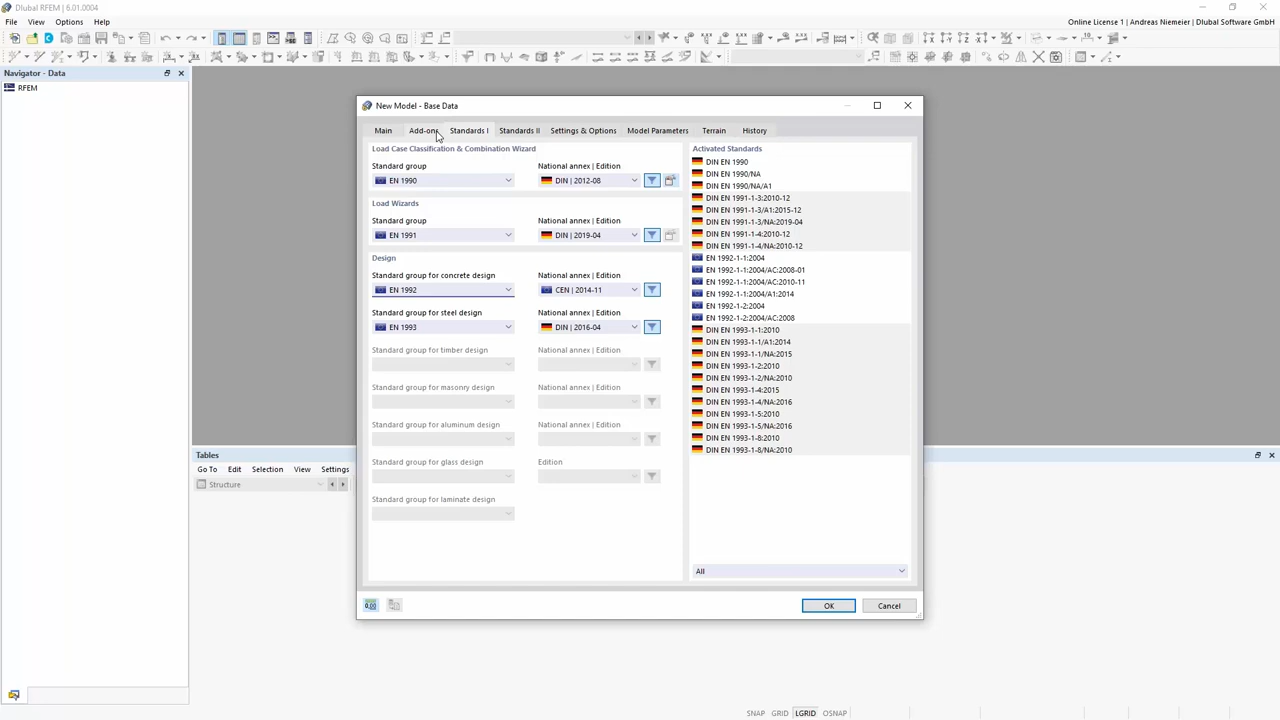 Dlubal RFEM | 6.01.0004
File View Options Help
Online License 1 | Andreas Niemeier | Dlubal Software GmbH
Navigator - Data
RFEM
New Model - Base Data
Main Add-ons Standards I Standards II Settings & Options Model Parameters Terrain History
Load Case Classification & Combination Wizard
Standard group National annex | Edition
EN 1990 DIN | 2012-08
Load Wizards
Standard group National annex | Edition
EN 1991 DIN | 2019-04
Design
Standard group for concrete design National annex | Edition
EN 1992 CEN | 2014-11
Standard group for steel design National annex | Edition
EN 1993 DIN | 2016-04
Standard group for timber design National annex | Edition
Standard group for masonry design National annex | Edition
Standard group for aluminum design National annex | Edition
Standard group for glass design Edition
Standard group for laminate design
Activated Standards
DIN EN 1990
DIN EN 1990/NA
DIN EN 1990/NA/A1
DIN EN 1991-1-3:2010-12
DIN EN 1991-1-3/A1:2015-12
DIN EN 1991-1-3/NA:2019-04
DIN EN 1991-1-4:2010-12
DIN EN 1991-1-4/NA:2010-12
EN 1992-1-1:2004
EN 1992-1-1:2004/AC:2008-01
EN 1992-1-1:2004/AC:2010-11
EN 1992-1-1:2004/A1:2014
EN 1992-1-2:2004
EN 1992-1-2:2004/AC:2008
DIN EN 1993-1-1:2010
DIN EN 1993-1-1/A1:2014
DIN EN 1993-1-1/NA:2015
DIN EN 1993-1-2:2010
DIN EN 1993-1-2/NA:2010
DIN EN 1993-1-4:2015
DIN EN 1993-1-4/NA:2016
DIN EN 1993-1-5:2010
DIN EN 1993-1-5/NA:2016
DIN EN 1993-1-8:2010
DIN EN 1993-1-8/NA:2010
All
OK Cancel
Tables
Go To Edit Selection View Settings
Structure
SNAP GRID LGRID OSNAP